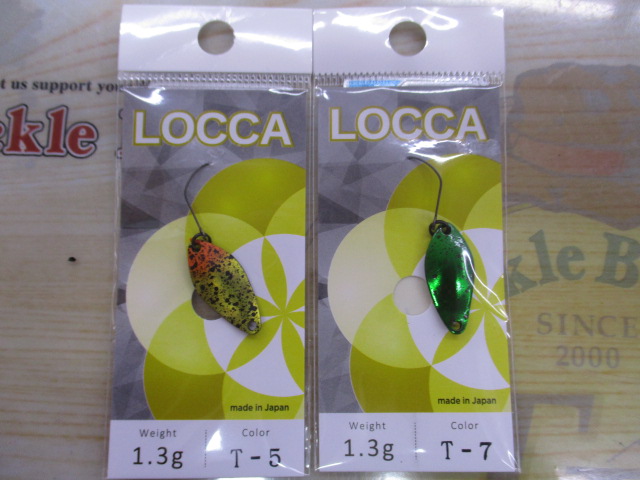 t us support you
ckle
LOCCA
made in Japan
Weight Color
1.3g T-5
LOCCA
made in Japan
Weight Color
1.3g T-7
kle B
SINCE
2000